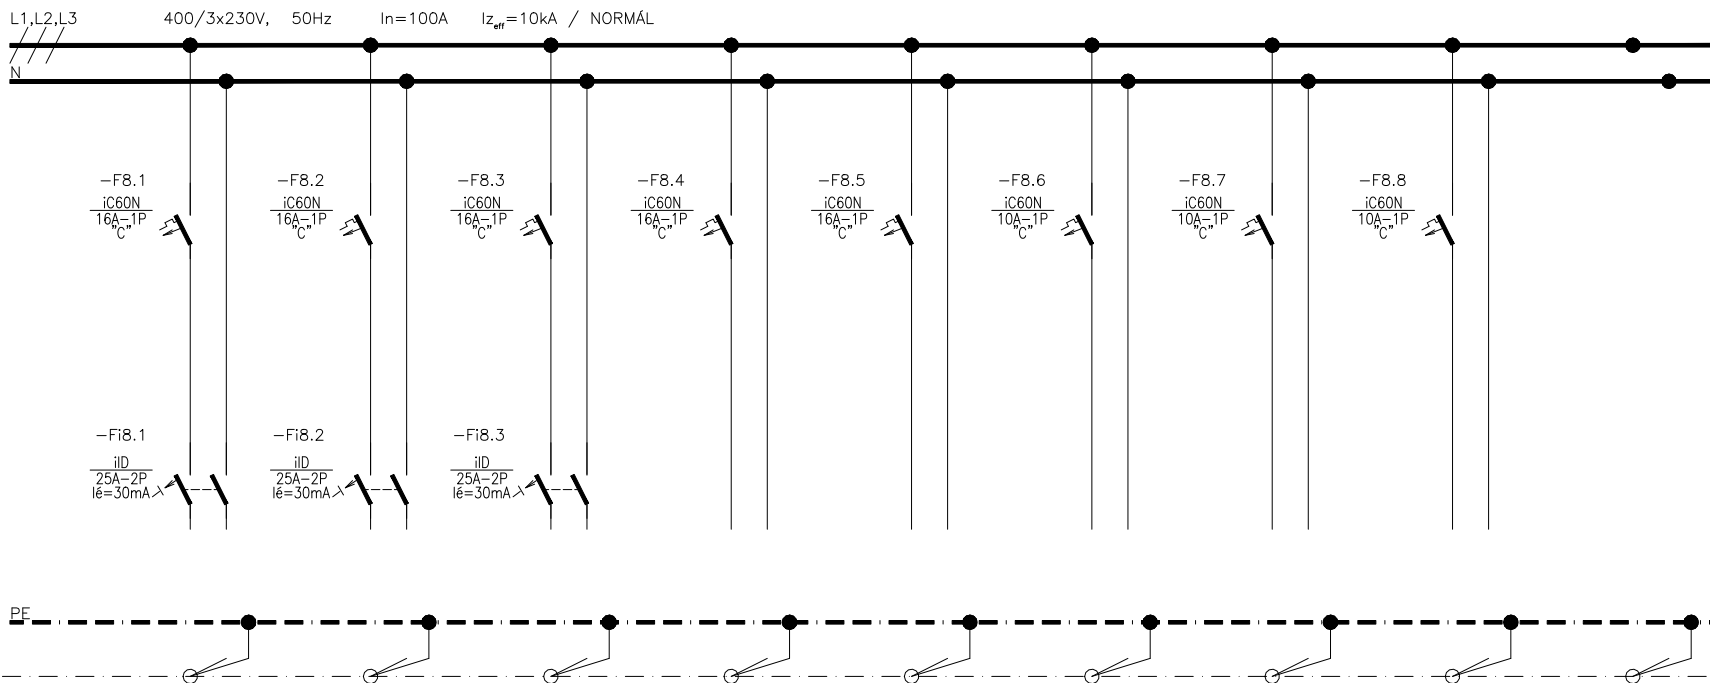 L1,L2,L3 400/3x230V, 50Hz In=100A Izeff=10kA / NORMÁL
N
-F8.1 -F8.2 -F8.3 -F8.4 -F8.5 -F8.6 -F8.7 -F8.8
iC60N iC60N iC60N iC60N iC60N iC60N iC60N iC60N
16A-1P 16A-1P 16A-1P 16A-1P 16A-1P 10A-1P 10A-1P 10A-1P
"C" "C" "C" "C" "C" "C" "C" "C"
-Fi8.1 -Fi8.2 -Fi8.3
iID iID iID
25A-2P 25A-2P 25A-2P
Ié=30mA Ié=30mA Ié=30mA
PE